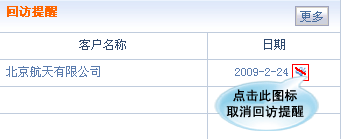 回访提醒
更多
客户名称 日期
北京航天有限公司 2009-2-24
点击此图标
取消回访提醒